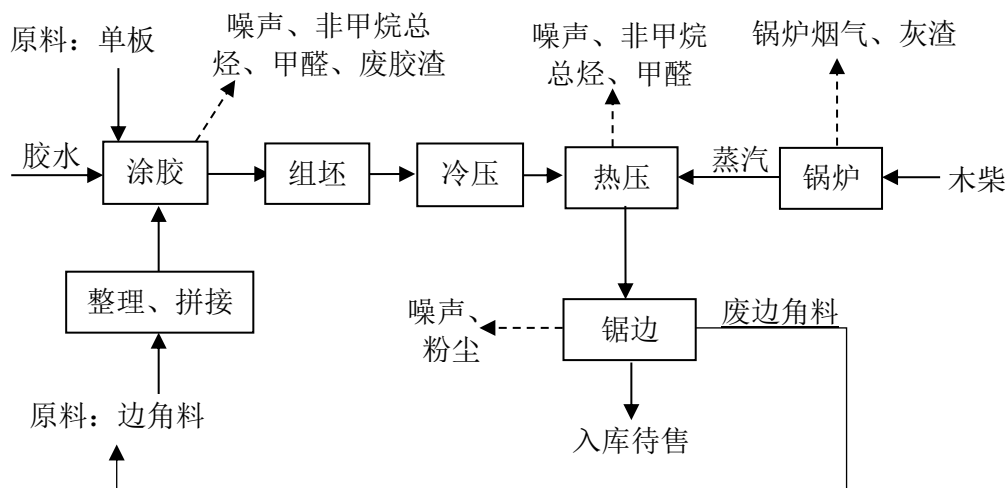 原料：单板
噪声、非甲烷总
烃、甲醛、废胶渣
噪声、非甲烷
总烃、甲醛
锅炉烟气、灰渣
胶水
涂胶
组坯
冷压
热压
蒸汽
锅炉
木柴
整理、拼接
噪声、
粉尘
锯边
废边角料
原料：边角料
入库待售